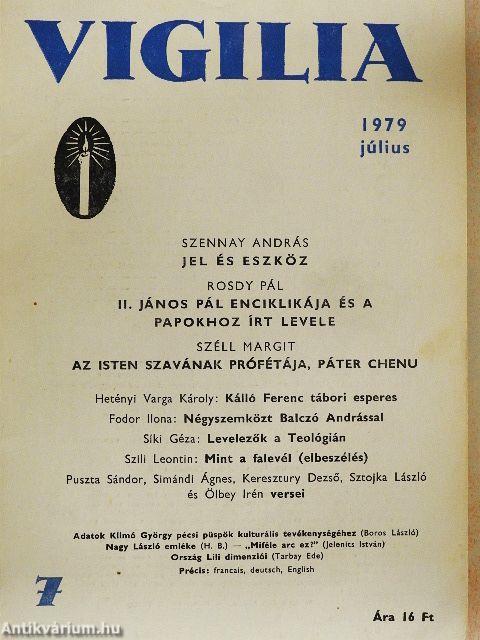 VIGILIA
1979
július
SZENNAY ANDRÁS
JEL ÉS ESZKÖZ
ROSDY PÁL
II. JÁNOS PÁL ENCIKLIKÁJA ÉS A
PAPOKHOZ ÍRT LEVELE
SZÉLL MARGIT
AZ ISTEN SZAVÁNAK PRÓFÉTÁJA, PÁTER CHENU
Hetényi Varga Károly: Kálló Ferenc tábori esperes
Fodor Ilona: Négyszemközt Balczó Andrással
Síki Géza: Levelezők a Teológián
Szili Leontin: Mint a falevél (elbeszélés)
Puszta Sándor, Simándi Ágnes, Keresztury Dezső, Sztojka László
és Ölbey Irén versei
Adatok Klimó György pécsi püspök kulturális tevékenységéhez (Boros László)
Nagy László emléke (H. B.) — „Miféle arc ez?" (Jelenits István)
Ország Lili dimenziói (Tarbay Ede)
Précis: francais, deutsch, English
7
Ára 16 Ft
Antikvárium.hu